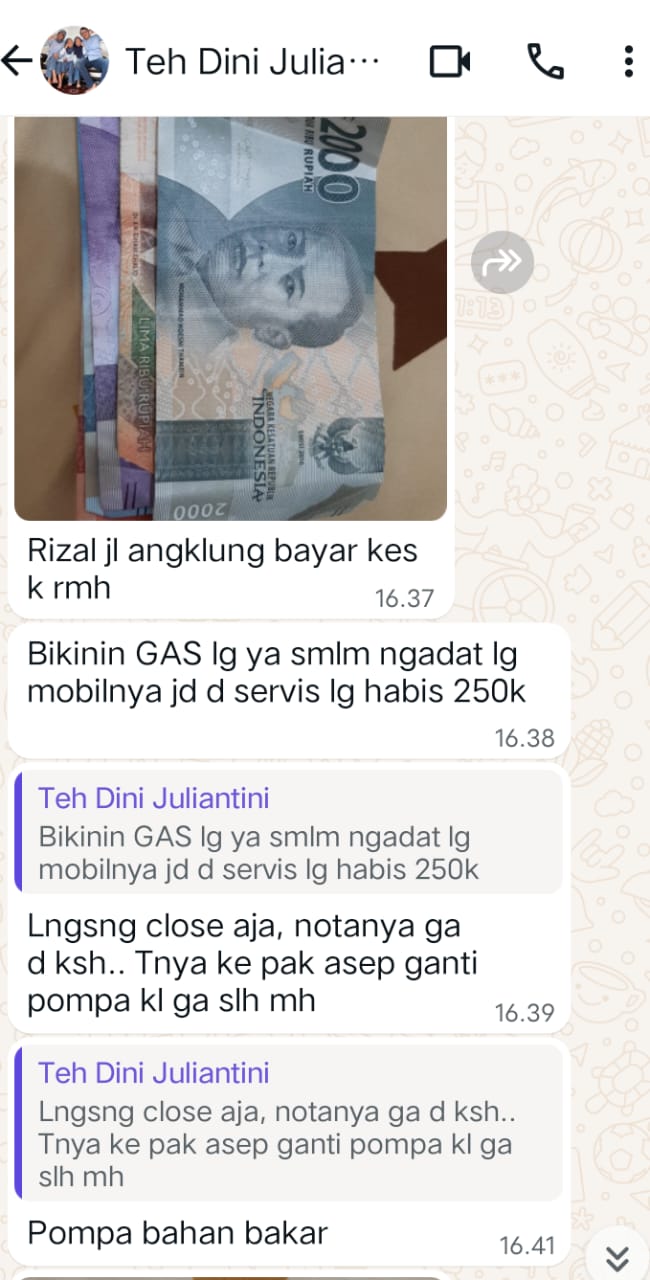 Teh Dini Julia...
2000
RIBU RUPIAH
LIMA RIBU RUPIAH
NEGARA KESATUAN REPUBLIK
INDONESIA
2000
Rizal jl angklung bayar kes
k rmh
16.37
Bikinin GAS lg ya smlm ngadat lg
mobilnya jd d servis lg habis 250k
16.38
Teh Dini Juliantini
Bikinin GAS lg ya smlm ngadat lg
mobilnya jd d servis lg habis 250k
Lngsng close aja, notanya ga
d ksh.. Tnya ke pak asep ganti
pompa kl ga slh mh
16.39
Teh Dini Juliantini
Lngsng close aja, notanya ga d ksh..
Tnya ke pak asep ganti pompa kl ga
slh mh
Pompa bahan bakar
16.41